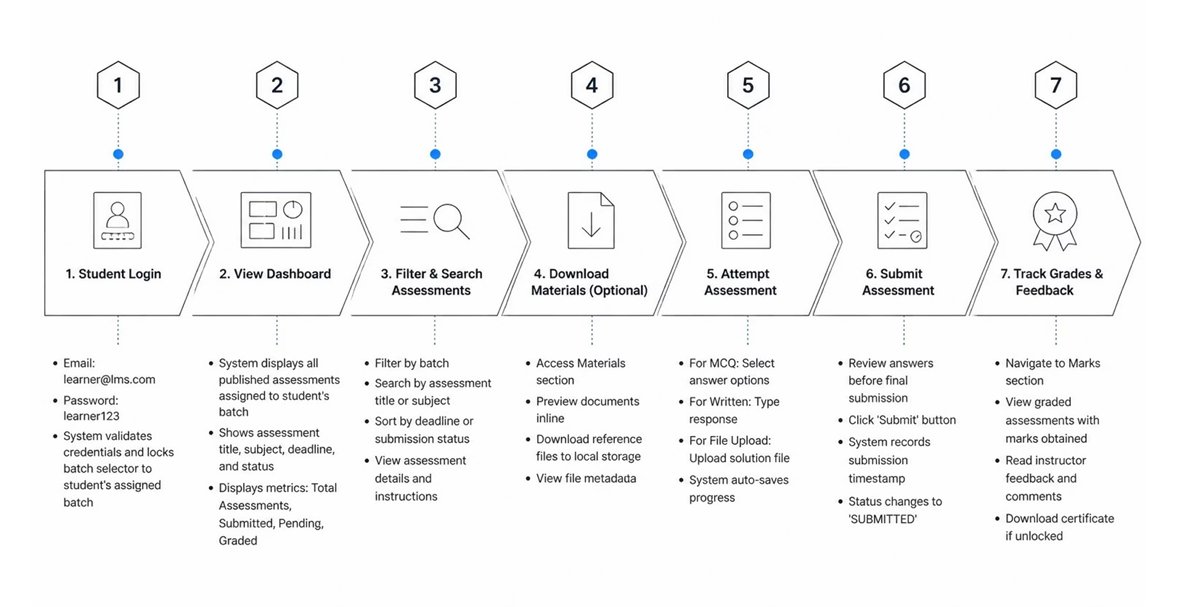 1
2
3
4
5
6
7
1. Student Login
2. View Dashboard
3. Filter & Search
Assessments
4. Download
Materials (Optional)
5. Attempt
Assessment
6. Submit
Assessment
7. Track Grades &
Feedback
• Email:
learner@lms.com
• Password:
learner123
• System validates
credentials and locks
batch selector to
student's assigned
batch
• System displays all
published assessments
assigned to student's
batch
• Shows assessment
title, subject, deadline,
and status
• Displays metrics: Total
Assessments,
Submitted, Pending,
Graded
• Filter by batch
• Search by assessment
title or subject
• Sort by deadline or
submission status
• View assessment
details and
instructions
• Access Materials
section
• Preview documents
inline
• Download reference
files to local storage
• View file metadata
• For MCQ: Select
answer options
• For Written: Type
response
• For File Upload:
Upload solution file
• System auto-saves
progress
• Review answers
before final
submission
• Click 'Submit' button
• System records
submission
timestamp
• Status changes to
'SUBMITTED'
• Navigate to Marks
section
• View graded
assessments with
marks obtained
• Read instructor
feedback and
comments
• Download certificate
if unlocked